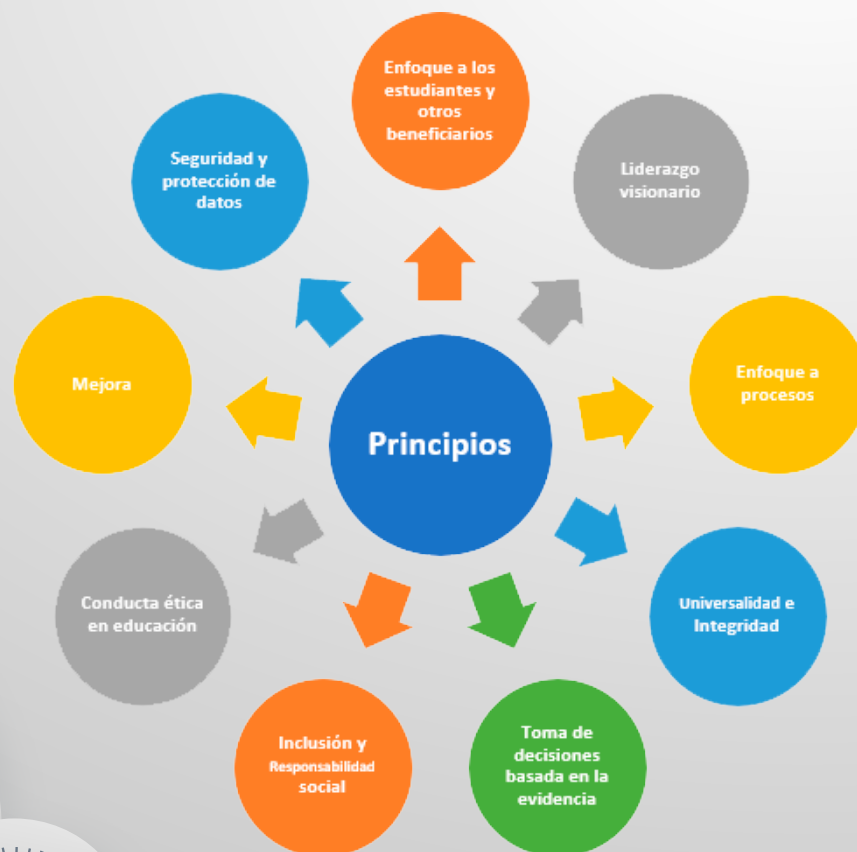 Enfoque a los
estudiantes y
otros
beneficiarios
Liderazgo
visionario
Enfoque a
procesos
Universalidad e
Integridad
Toma de
decisiones
basada en la
evidencia
Inclusión y
Responsabilidad
social
Conducta ética
en educación
Mejora
Seguridad y
protección de
datos
Principios